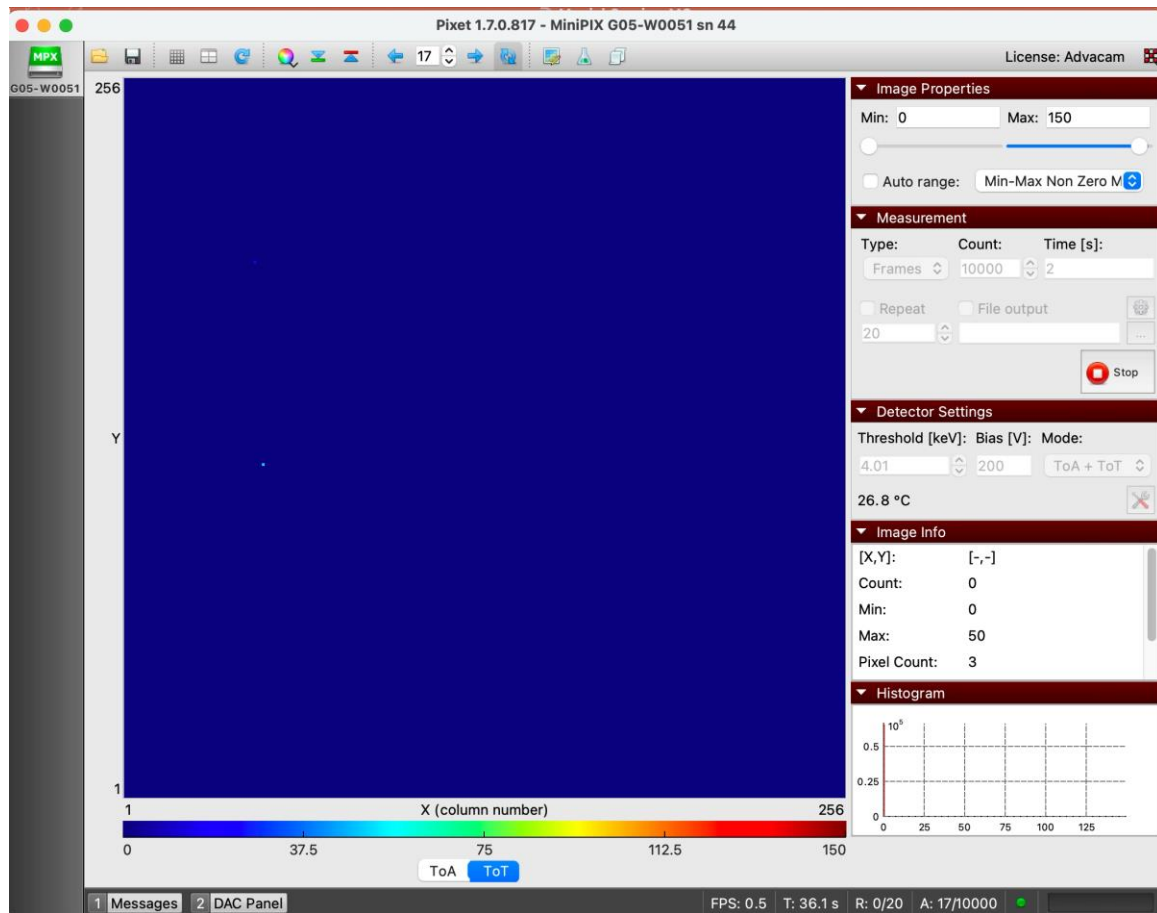 Pixet 1.7.0.817 - MiniPIX G05-W0051 sn 44
MPX
G05-W0051
17
License: Advacam
256
Y
1
1 X (column number) 256
0 37.5 75 112.5 150
ToA ToT
Image Properties
Min: 0 Max: 150
Auto range: Min-Max Non Zero M
Measurement
Type: Count: Time [s]:
Frames 10000 2
Repeat File output
20 ...
Stop
Detector Settings
Threshold [keV]: Bias [V]: Mode:
4.01 200 ToA + ToT
26.8 °C
Image Info
[X,Y]: [-,-]
Count: 0
Min: 0
Max: 50
Pixel Count: 3
Histogram
10⁵
0.5
0.25
0
0 25 50 75 100 125
1 Messages 2 DAC Panel FPS: 0.5 T: 36.1 s R: 0/20 A: 17/10000